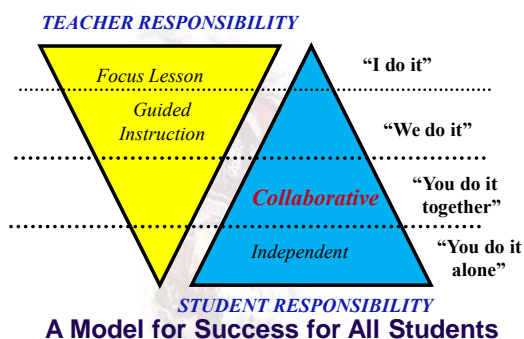 TEACHER RESPONSIBILITY
Focus Lesson
“I do it”
Guided
Instruction
“We do it”
Collaborative
“You do it
together”
Independent
“You do it
alone”
STUDENT RESPONSIBILITY
A Model for Success for All Students